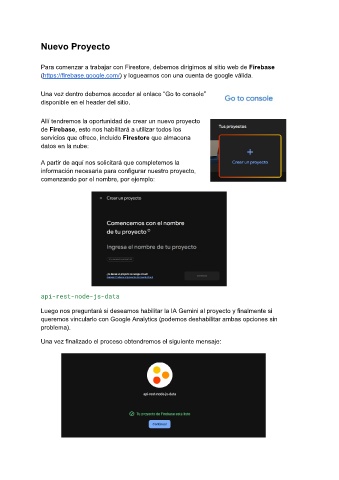 Nuevo Proyecto
Para comenzar a trabajar con Firestore, debemos dirigirnos al sitio web de Firebase
(https://firebase.google.com/) y loguearnos con una cuenta de google válida.
Una vez dentro debemos acceder al enlace "Go to console"
disponible en el header del sitio.
Go to console
Allí tendremos la oportunidad de crear un nuevo proyecto
de Firebase, esto nos habilitará a utilizar todos los
servicios que ofrece, incluido Firestore que almacena
datos en la nube:
Tus proyectos
Crear un proyecto
A partir de aquí nos solicitará que completemos la
información necesaria para configurar nuestro proyecto,
comenzando por el nombre, por ejemplo:
Crear un proyecto
Comencemos con el nombre
de tu proyecto
Ingrese el nombre de tu proyecto
api-rest-node-js-data
Luego nos preguntará si deseamos habilitar la IA Gemini al proyecto y finalmente si
queremos vincularlo con Google Analytics (podemos deshabilitar ambas opciones sin
problema).
Una vez finalizado el proceso obtendremos el siguiente mensaje:
api-rest-node-js-data
Tu proyecto de Firebase está listo
Continuar